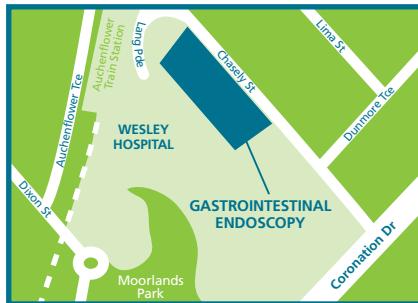 Auchenflower Tce
Auchenflower
Train Station
Lang Pde
Chasely St
Lima St
Dunmore Tce
WESLEY
HOSPITAL
Dixon St
GASTROINTESTINAL
ENDOSCOPY
Coronation Dr
Moorlands
Park